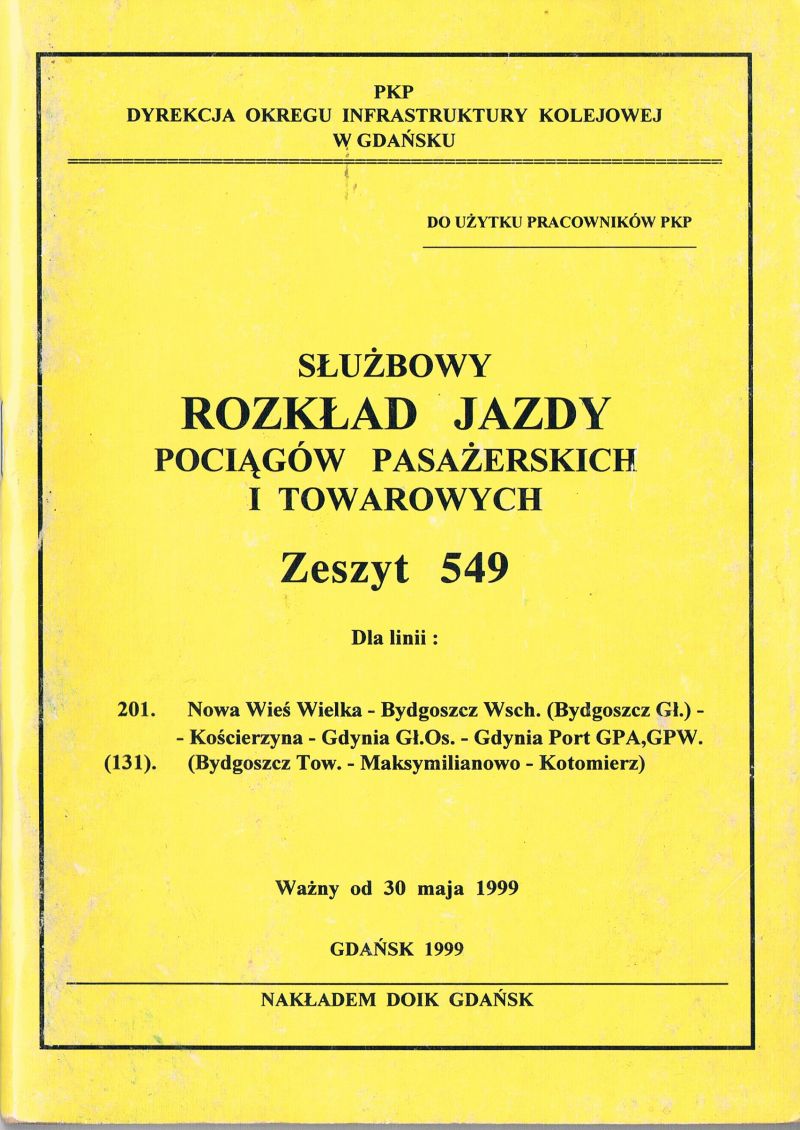 PKP
DYREKCJA OKREGU INFRASTRUKTURY KOLEJOWEJ
W GDAŃSKU
DO UŻYTKU PRACOWNIKÓW PKP
SŁUŻBOWY
ROZKŁAD JAZDY
POCIĄGÓW PASAŻERSKICH
I TOWAROWYCH
Zeszyt 549
Dla linii :
201. Nowa Wieś Wielka - Bydgoszcz Wsch. (Bydgoszcz Gł.) -
- Kościerzyna - Gdynia Gł.Os. - Gdynia Port GPA,GPW.
(131). (Bydgoszcz Tow. - Maksymilianowo - Kotomierz)
Ważny od 30 maja 1999
GDAŃSK 1999
NAKŁADEM DOIK GDAŃSK